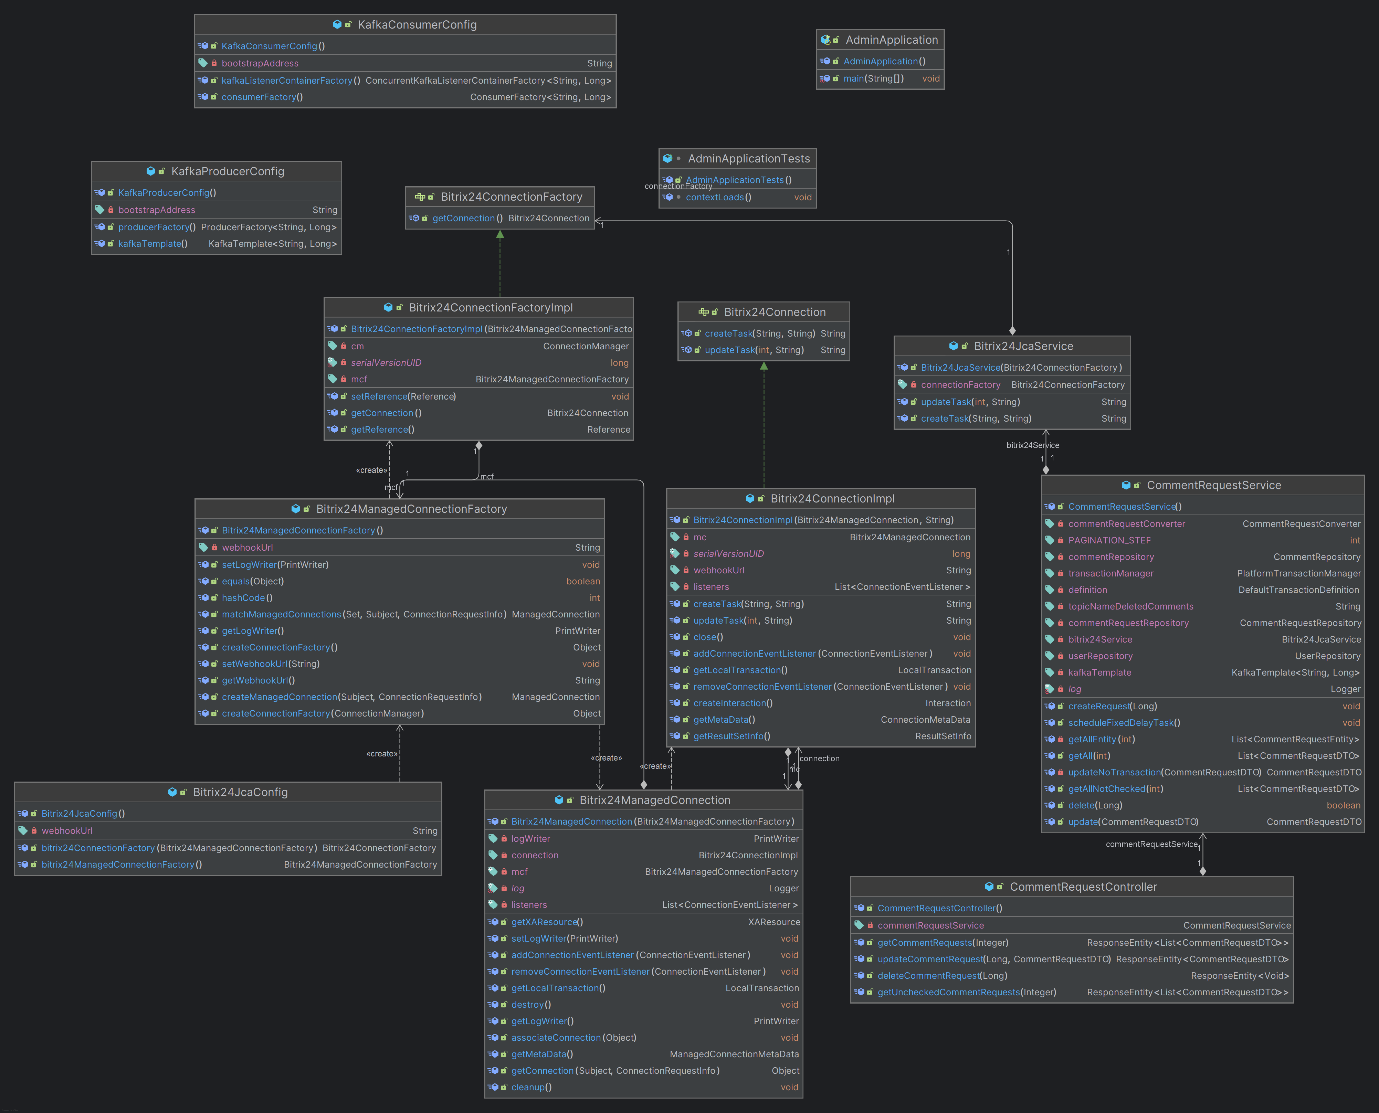 KafkaConsumerConfig
KafkaConsumerConfig()
bootstrapAddress String
kafkaListenerContainerFactory() ConcurrentKafkaListenerContainerFactory<String, Long>
consumerFactory() ConsumerFactory<String, Long>
AdminApplication
AdminApplication()
main(String[]) void
KafkaProducerConfig
KafkaProducerConfig()
bootstrapAddress String
producerFactory() ProducerFactory<String, Long>
kafkaTemplate() KafkaTemplate<String, Long>
AdminApplicationTests
AdminApplicationTests()
contextLoads() void
connectionFactory
Bitrix24ConnectionFactory
getConnection() Bitrix24Connection
1
1
Bitrix24ConnectionFactoryImpl
Bitrix24ConnectionFactoryImpl(Bitrix24ManagedConnectionFacto
cm ConnectionManager
serialVersionUID long
mcf Bitrix24ManagedConnectionFactory
setReference(Reference) void
getConnection() Bitrix24Connection
getReference() Reference
Bitrix24Connection
createTask(String, String) String
updateTask(int, String) String
Bitrix24JcaService
Bitrix24JcaService(Bitrix24ConnectionFactory)
connectionFactory Bitrix24ConnectionFactory
updateTask(int, String) String
createTask(String, String) String
bitrix24Service
1
1
«create»
1
1
mcf
mcf
Bitrix24ManagedConnectionFactory
Bitrix24ManagedConnectionFactory()
webhookUrl String
setLogWriter(PrintWriter) void
equals(Object) boolean
hashCode() int
matchManagedConnections(Set, Subject, ConnectionRequestInfo) ManagedConnection
getLogWriter() PrintWriter
createConnectionFactory() Object
setWebhookUrl(String) void
getWebhookUrl() String
createManagedConnection(Subject, ConnectionRequestInfo) ManagedConnection
createConnectionFactory(ConnectionManager) Object
Bitrix24ConnectionImpl
Bitrix24ConnectionImpl(Bitrix24ManagedConnection, String)
mc Bitrix24ManagedConnection
serialVersionUID long
webhookUrl String
listeners List<ConnectionEventListener>
createTask(String, String) String
updateTask(int, String) String
close() void
addConnectionEventListener(ConnectionEventListener) void
getLocalTransaction() LocalTransaction
removeConnectionEventListener(ConnectionEventListener) void
createInteraction() Interaction
getMetaData() ConnectionMetaData
getResultSetInfo() ResultSetInfo
CommentRequestService
CommentRequestService()
commentRequestConverter CommentRequestConverter
PAGINATION_STEP int
commentRepository CommentRepository
transactionManager PlatformTransactionManager
definition DefaultTransactionDefinition
topicNameDeletedComments String
commentRequestRepository CommentRequestRepository
bitrix24Service Bitrix24JcaService
userRepository UserRepository
kafkaTemplate KafkaTemplate<String, Long>
log Logger
createRequest(Long) void
scheduleFixedDelayTask() void
getAllEntity(int) List<CommentRequestEntity>
getAll(int) List<CommentRequestDTO>
updateNoTransaction(CommentRequestDTO) CommentRequestDTO
getAllNotChecked(int) List<CommentRequestDTO>
delete(Long) boolean
update(CommentRequestDTO) CommentRequestDTO
«create»
«create»
«create»
connection
mc
1
Bitrix24JcaConfig
Bitrix24JcaConfig()
webhookUrl String
bitrix24ConnectionFactory(Bitrix24ManagedConnectionFactory) Bitrix24ConnectionFactory
bitrix24ManagedConnectionFactory() Bitrix24ManagedConnectionFactory
Bitrix24ManagedConnection
Bitrix24ManagedConnection(Bitrix24ManagedConnectionFactory)
logWriter PrintWriter
connection Bitrix24ConnectionImpl
mcf Bitrix24ManagedConnectionFactory
log Logger
listeners List<ConnectionEventListener>
getXAResource() XAResource
setLogWriter(PrintWriter) void
addConnectionEventListener(ConnectionEventListener) void
removeConnectionEventListener(ConnectionEventListener) void
getLocalTransaction() LocalTransaction
destroy() void
getLogWriter() PrintWriter
associateConnection(Object) void
getMetaData() ManagedConnectionMetaData
getConnection(Subject, ConnectionRequestInfo) Object
cleanup() void
commentRequestService
1
1
CommentRequestController
CommentRequestController()
commentRequestService CommentRequestService
getCommentRequests(Integer) ResponseEntity<List<CommentRequestDTO>>
updateCommentRequest(Long, CommentRequestDTO) ResponseEntity<CommentRequestDTO>
deleteCommentRequest(Long) ResponseEntity<Void>
getUncheckedCommentRequests(Integer) ResponseEntity<List<CommentRequestDTO>>